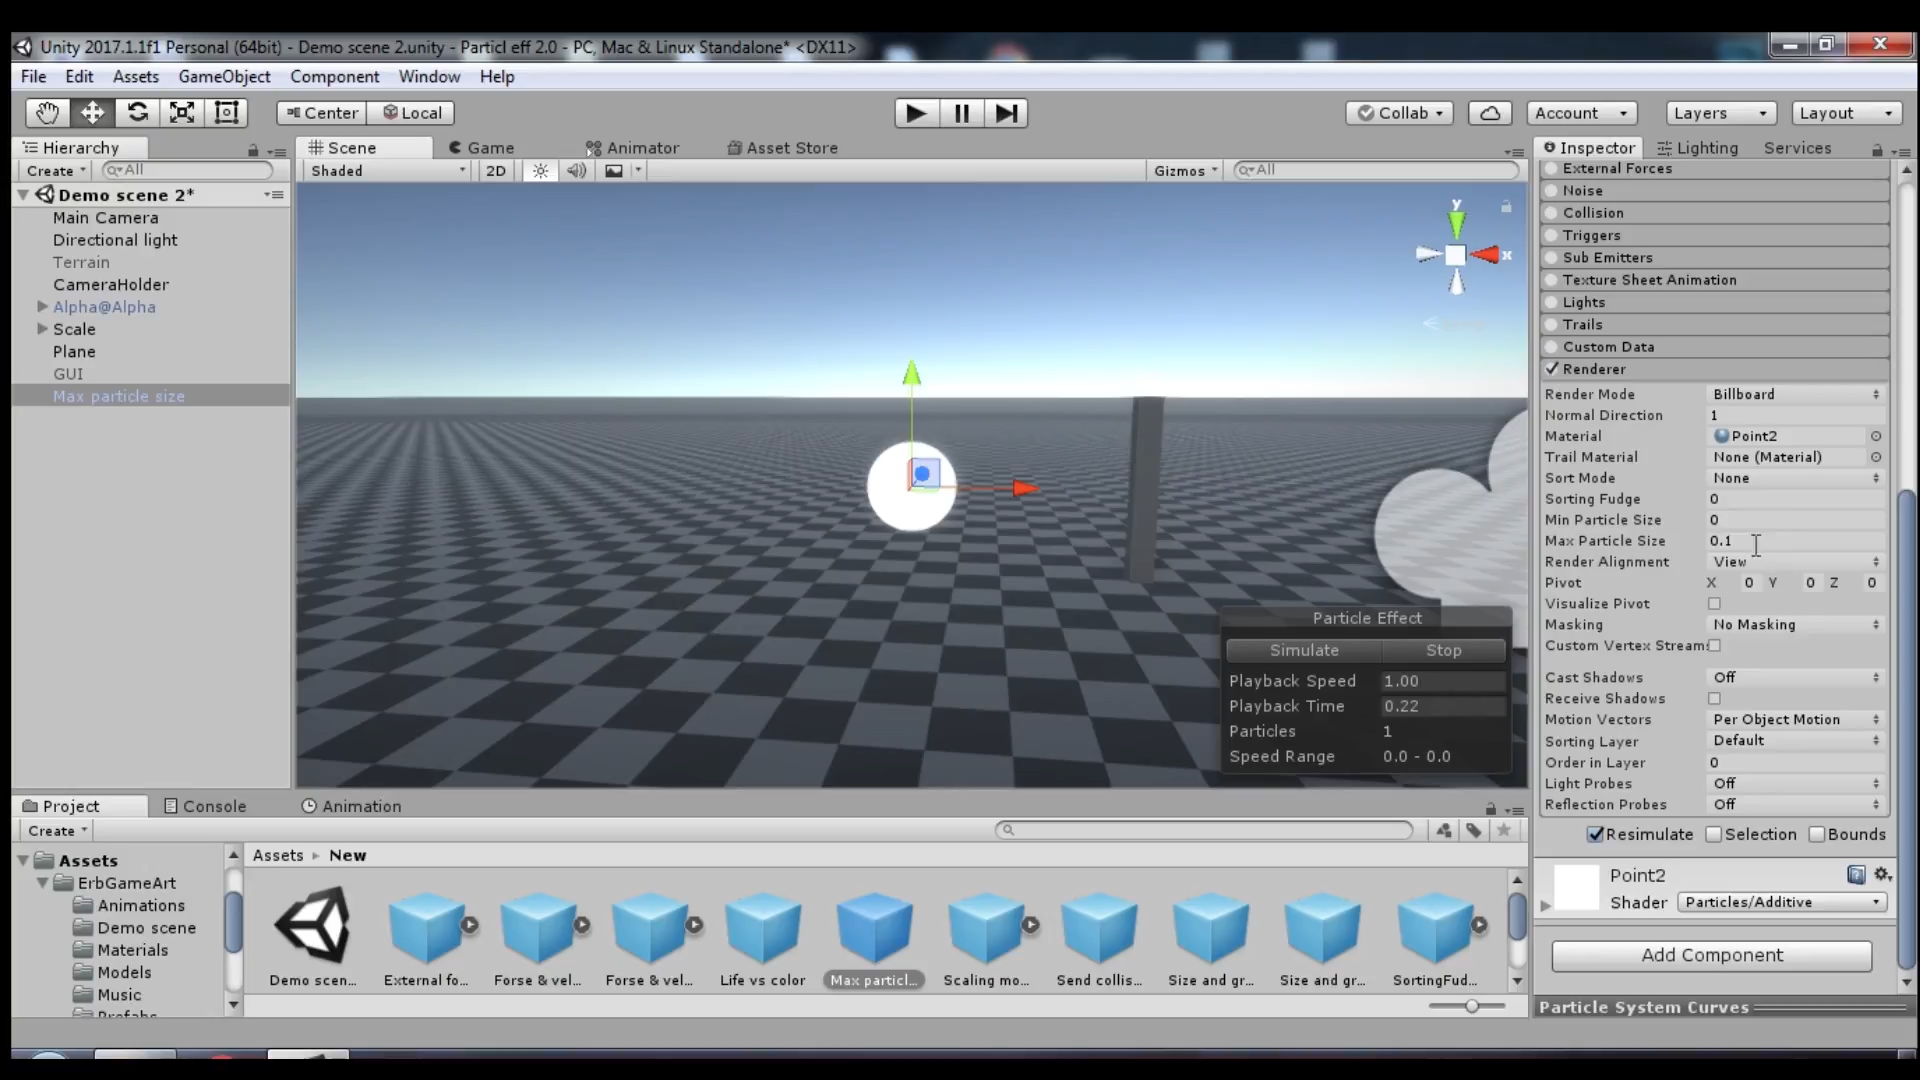 Unity 2017.1.1f1 Personal (64bit) - Demo scene 2.unity - Particl eff 2.0 - PC, Mac & Linux Standalone* <DX11>
File Edit Assets GameObject Component Window Help
Center Local Collab Account Layers Layout
Hierarchy
Create All
Demo scene 2*
Main Camera
Directional light
Terrain
CameraHolder
Alpha@Alpha
Scale
Plane
GUI
Max particle size
Scene Game Animator Asset Store
Shaded 2D Gizmos All
y
x
Particle Effect
Simulate Stop
Playback Speed 1.00
Playback Time 0.22
Particles 1
Speed Range 0.0 - 0.0
Inspector Lighting Services
External Forces
Noise
Collision
Triggers
Sub Emitters
Texture Sheet Animation
Lights
Trails
Custom Data
Renderer
Render Mode Billboard
Normal Direction 1
Material Point2
Trail Material None (Material)
Sort Mode None
Sorting Fudge 0
Min Particle Size 0
Max Particle Size 0.1
Render Alignment View
Pivot X 0 Y 0 Z 0
Visualize Pivot
Masking No Masking
Custom Vertex Streams
Cast Shadows Off
Receive Shadows
Motion Vectors Per Object Motion
Sorting Layer Default
Order in Layer 0
Light Probes Off
Reflection Probes Off
Resimulate Selection Bounds
Point2
Shader Particles/Additive
Add Component
Particle System Curves
Project Console Animation
Create
Assets
ErbGameArt
Animations
Demo scene
Materials
Models
Music
Prefabs
Assets New
Demo scen... External fo... Forse & vel... Forse & vel... Life vs color Max particl... Scaling mo... Send collis... Size and gr... Size and gr... SortingFud...